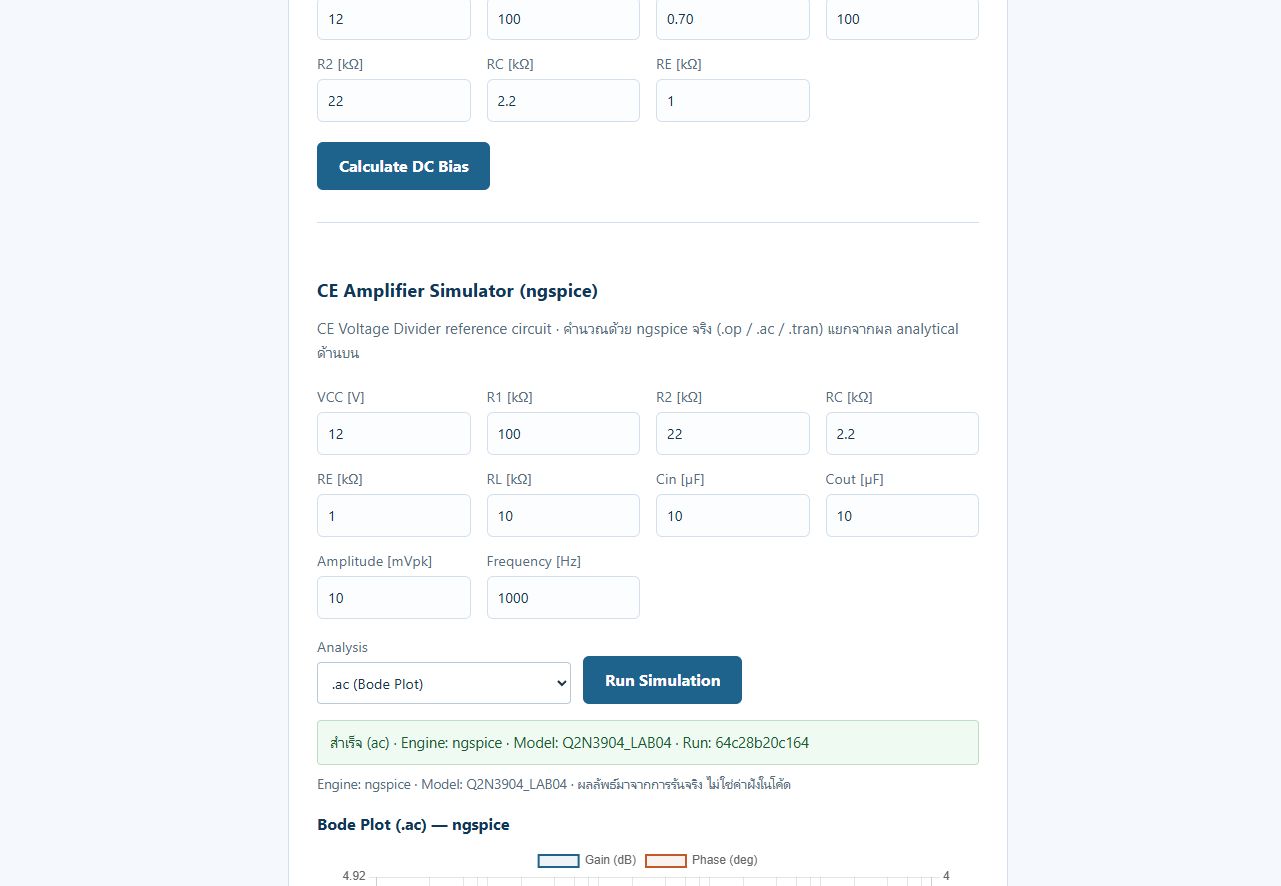 12 100 0.70 100
R2 [kΩ] RC [kΩ] RE [kΩ]
22 2.2 1
Calculate DC Bias
CE Amplifier Simulator (ngspice)
CE Voltage Divider reference circuit · คำนวณด้วย ngspice จริง (.op / .ac / .tran) แยกจากผล analytical
ด้านบน
VCC [V] R1 [kΩ] R2 [kΩ] RC [kΩ]
12 100 22 2.2
RE [kΩ] RL [kΩ] Cin [µF] Cout [µF]
1 10 10 10
Amplitude [mVpk] Frequency [Hz]
10 1000
Analysis
.ac (Bode Plot) Run Simulation
สำเร็จ (ac) · Engine: ngspice · Model: Q2N3904_LAB04 · Run: 64c28b20c164
Engine: ngspice · Model: Q2N3904_LAB04 · ผลลัพธ์มาจากการรันจริง ไม่ใช่ค่าฝังในโค้ด
Bode Plot (.ac) — ngspice
Gain (dB) Phase (deg)
4.92 4